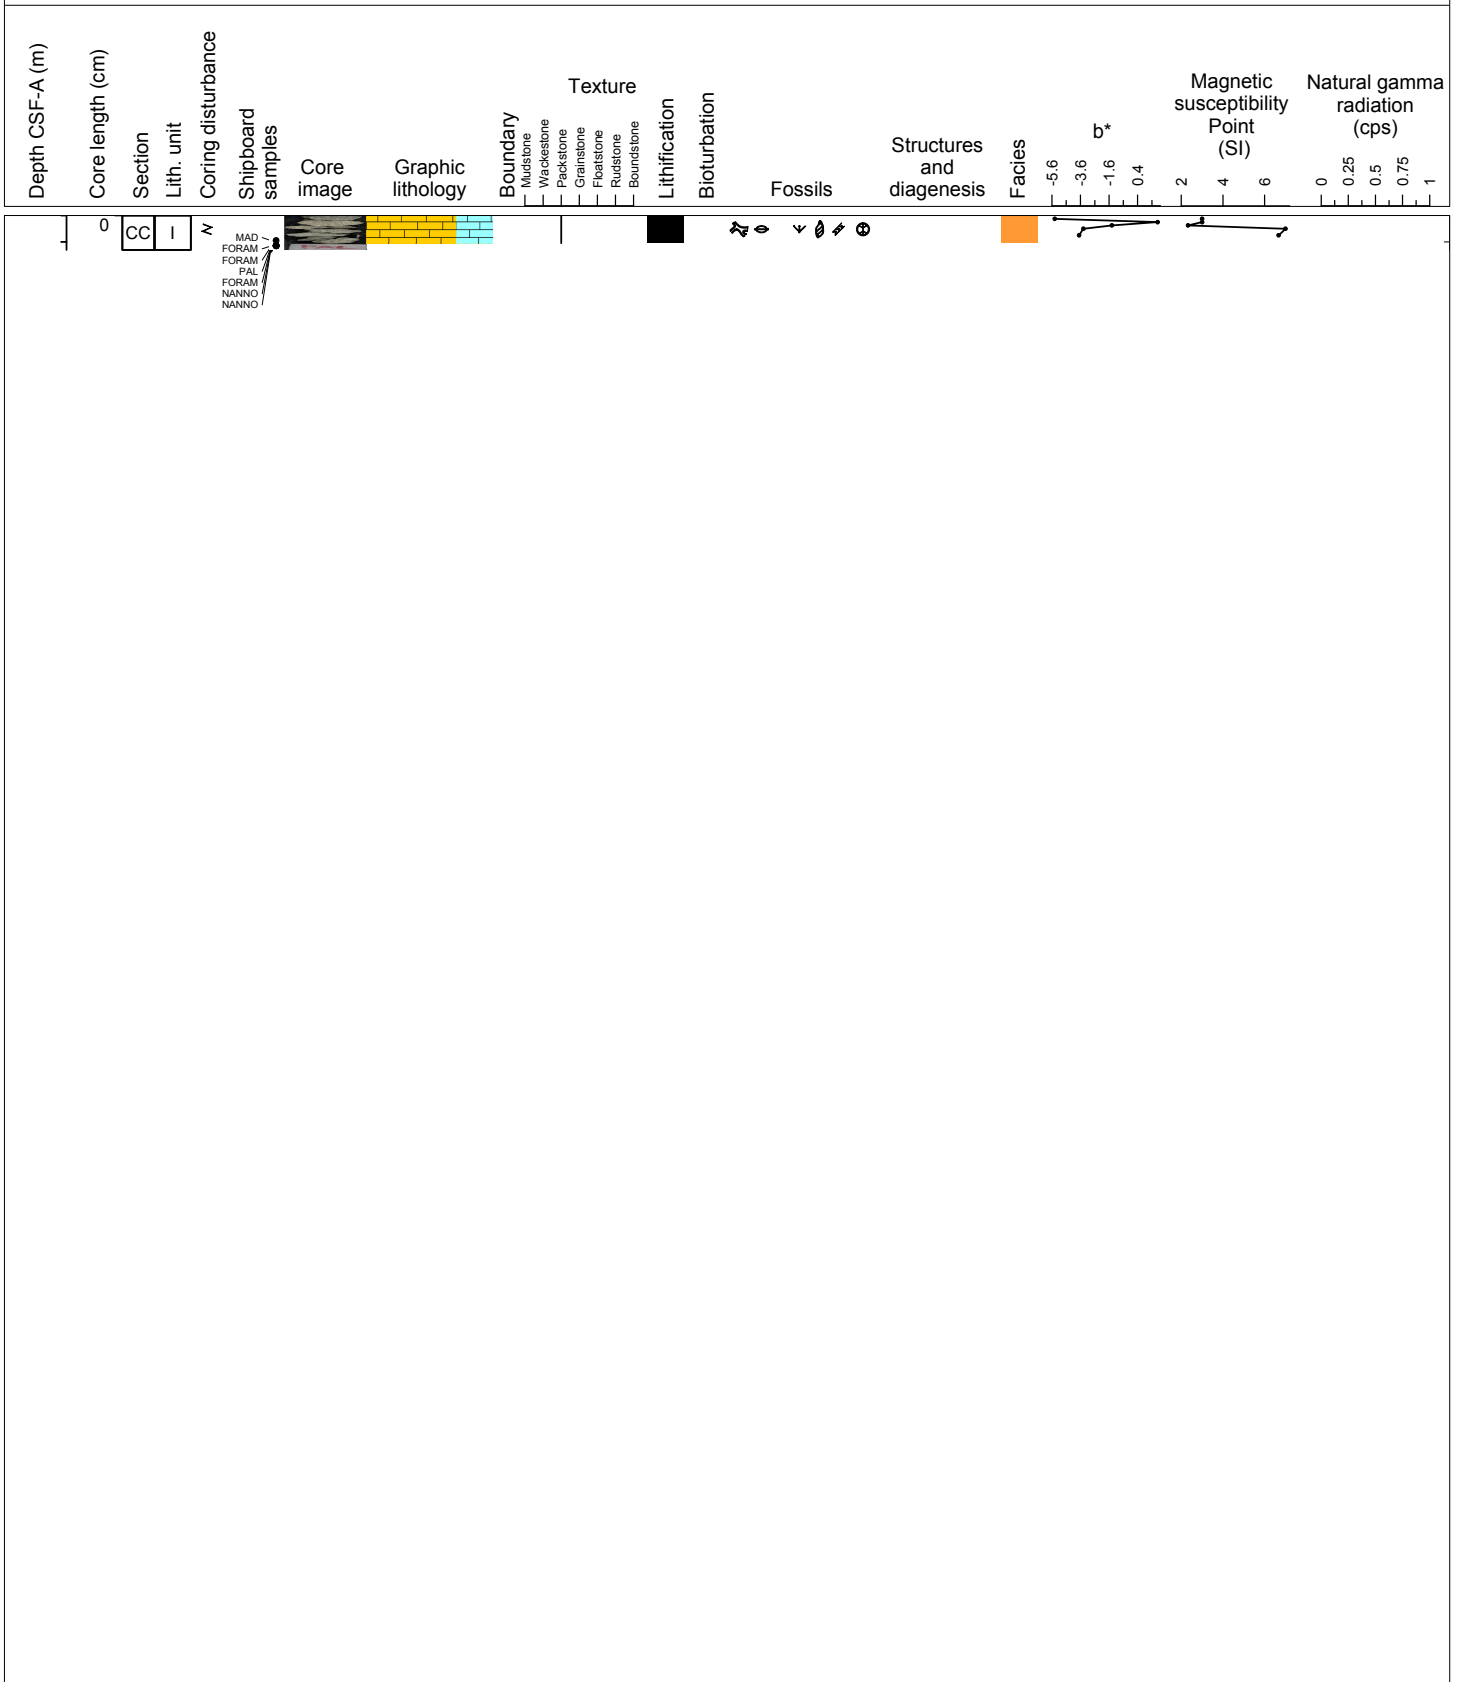 Depth CSF-A (m)
Core length (cm)
Section
Lith. unit
Coring disturbance
Shipboard
samples
Core
image
Graphic
lithology
Boundary
Texture
Mudstone
Wackestone
Packstone
Grainstone
Floatstone
Rudstone
Boundstone
Lithification
Bioturbation
Fossils
Structures
and
diagenesis
Facies
b*
-5.6
-3.6
-1.6
0.4
Magnetic
susceptibility
Point
(SI)
2
4
6
Natural gamma
radiation
(cps)
0
0.25
0.5
0.75
1
0
CC
I
MAD
FORAM
FORAM
PAL
FORAM
NANNO
NANNO